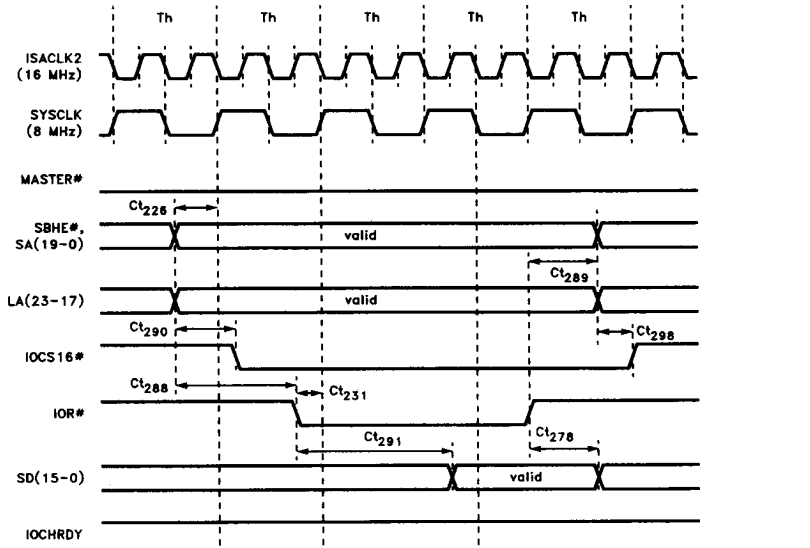 Th Th Th Th Th
ISACLK2
(16 MHz)
SYSCLK
(8 MHz)
MASTER#
Ct226
SBHE#,
SA(19-0)
valid
Ct289
LA(23-17)
valid
Ct290
Ct298
IOCS16#
Ct288
Ct231
IOR#
Ct291
Ct278
SD(15-0)
valid
IOCHRDY